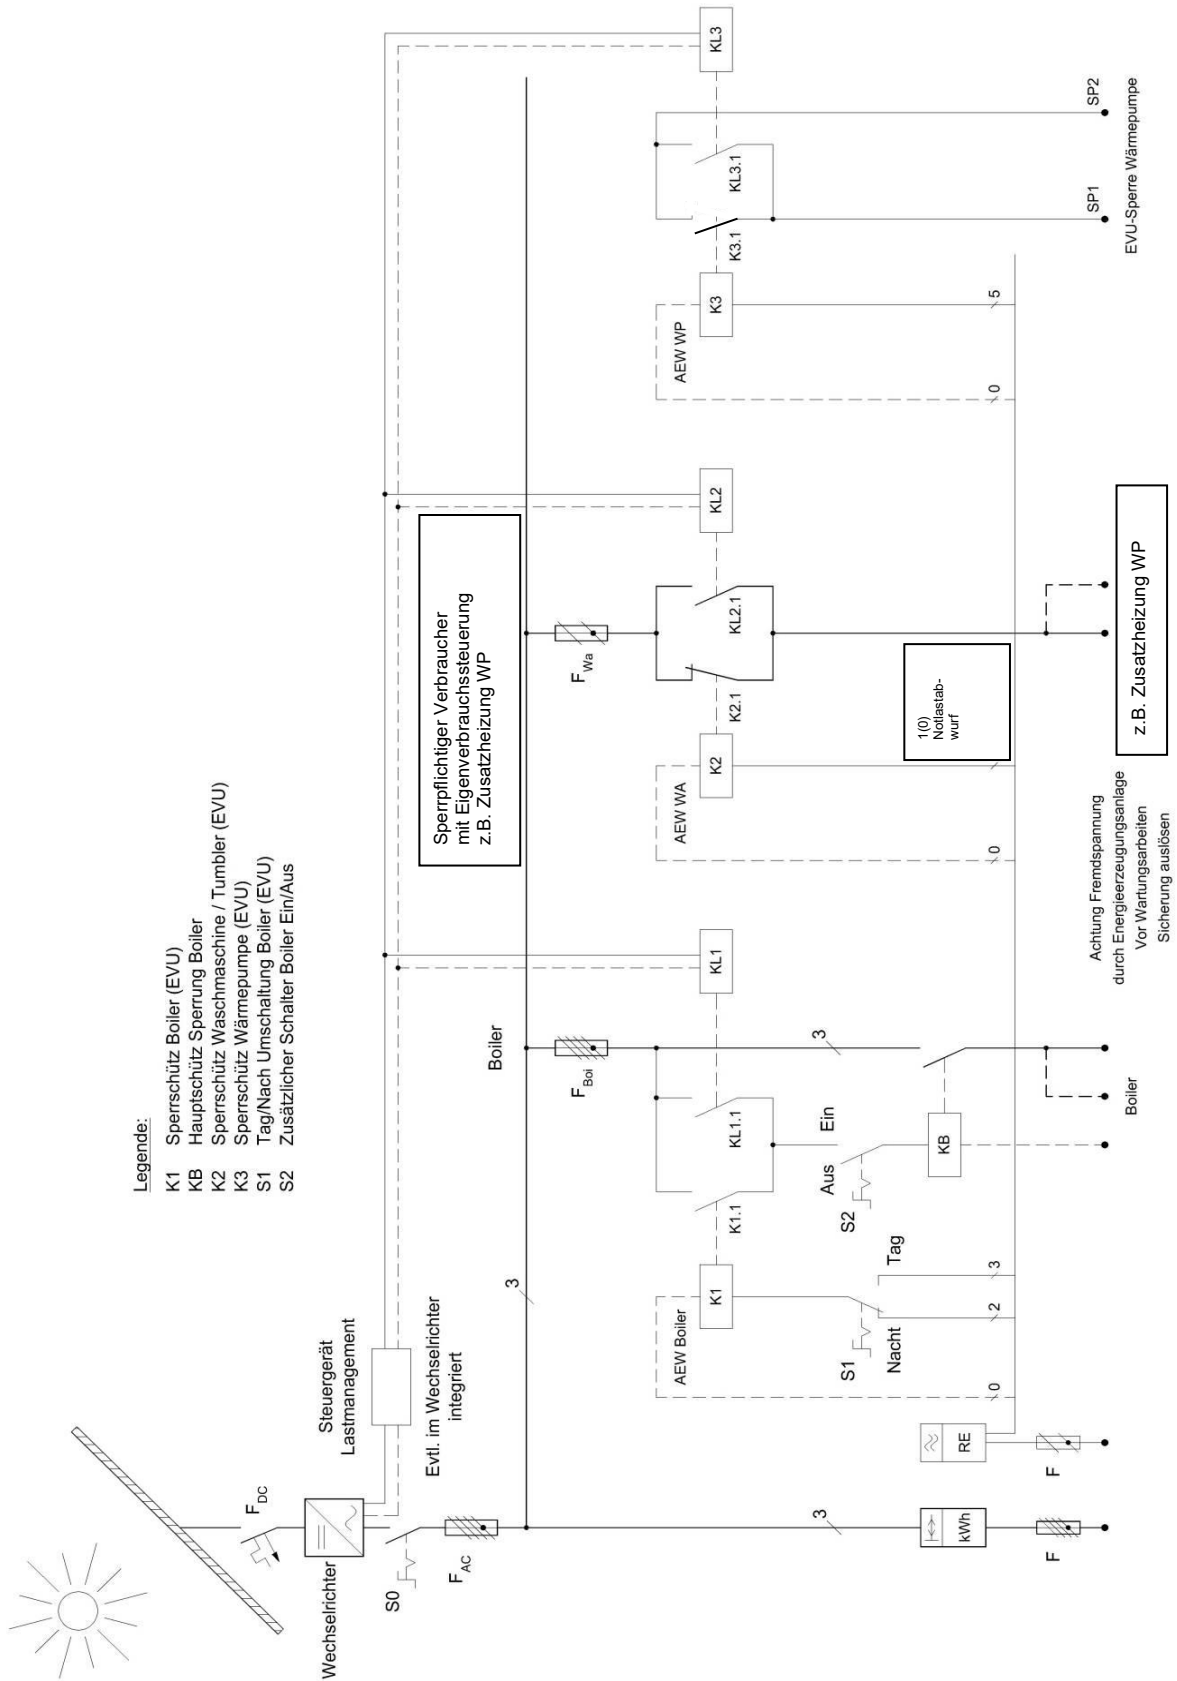 Legende:
K1 Sperrschütz Boiler (EVU)
KB Hauptschütz Sperrung Boiler
K2 Sperrschütz Waschmaschine / Tumbler (EVU)
K3 Sperrschütz Wärmepumpe (EVU)
S1 Tag/Nach Umschaltung Boiler (EVU)
S2 Zusätzlicher Schalter Boiler Ein/Aus
F DC
Wechselrichter
Steuergerät
Lastmanagement
Evtl. im Wechselrichter
integriert
S0
F AC
3
Boiler
Sperrpflichtiger Verbraucher
mit Eigenverbrauchssteuerung
z.B. Zusatzheizung WP
F Boi
F Wa
AEW Boiler
K1
K1.1
KL1.1
KL1
AEW WA
K2
K2.1
KL2.1
KL2
AEW WP
K3
K3.1
KL3.1
KL3
S1
Nacht
Tag
S2
Aus
Ein
3
KB
1(0)
Notlastab-
wurf
3
kWh
RE
0
2
3
0
0
5
F
F
Boiler
Achtung Fremdspannung
durch Energieerzeugungsanlage
Vor Wartungsarbeiten
Sicherung auslösen
z.B. Zusatzheizung WP
SP1
SP2
EVU-Sperre Wärmepumpe